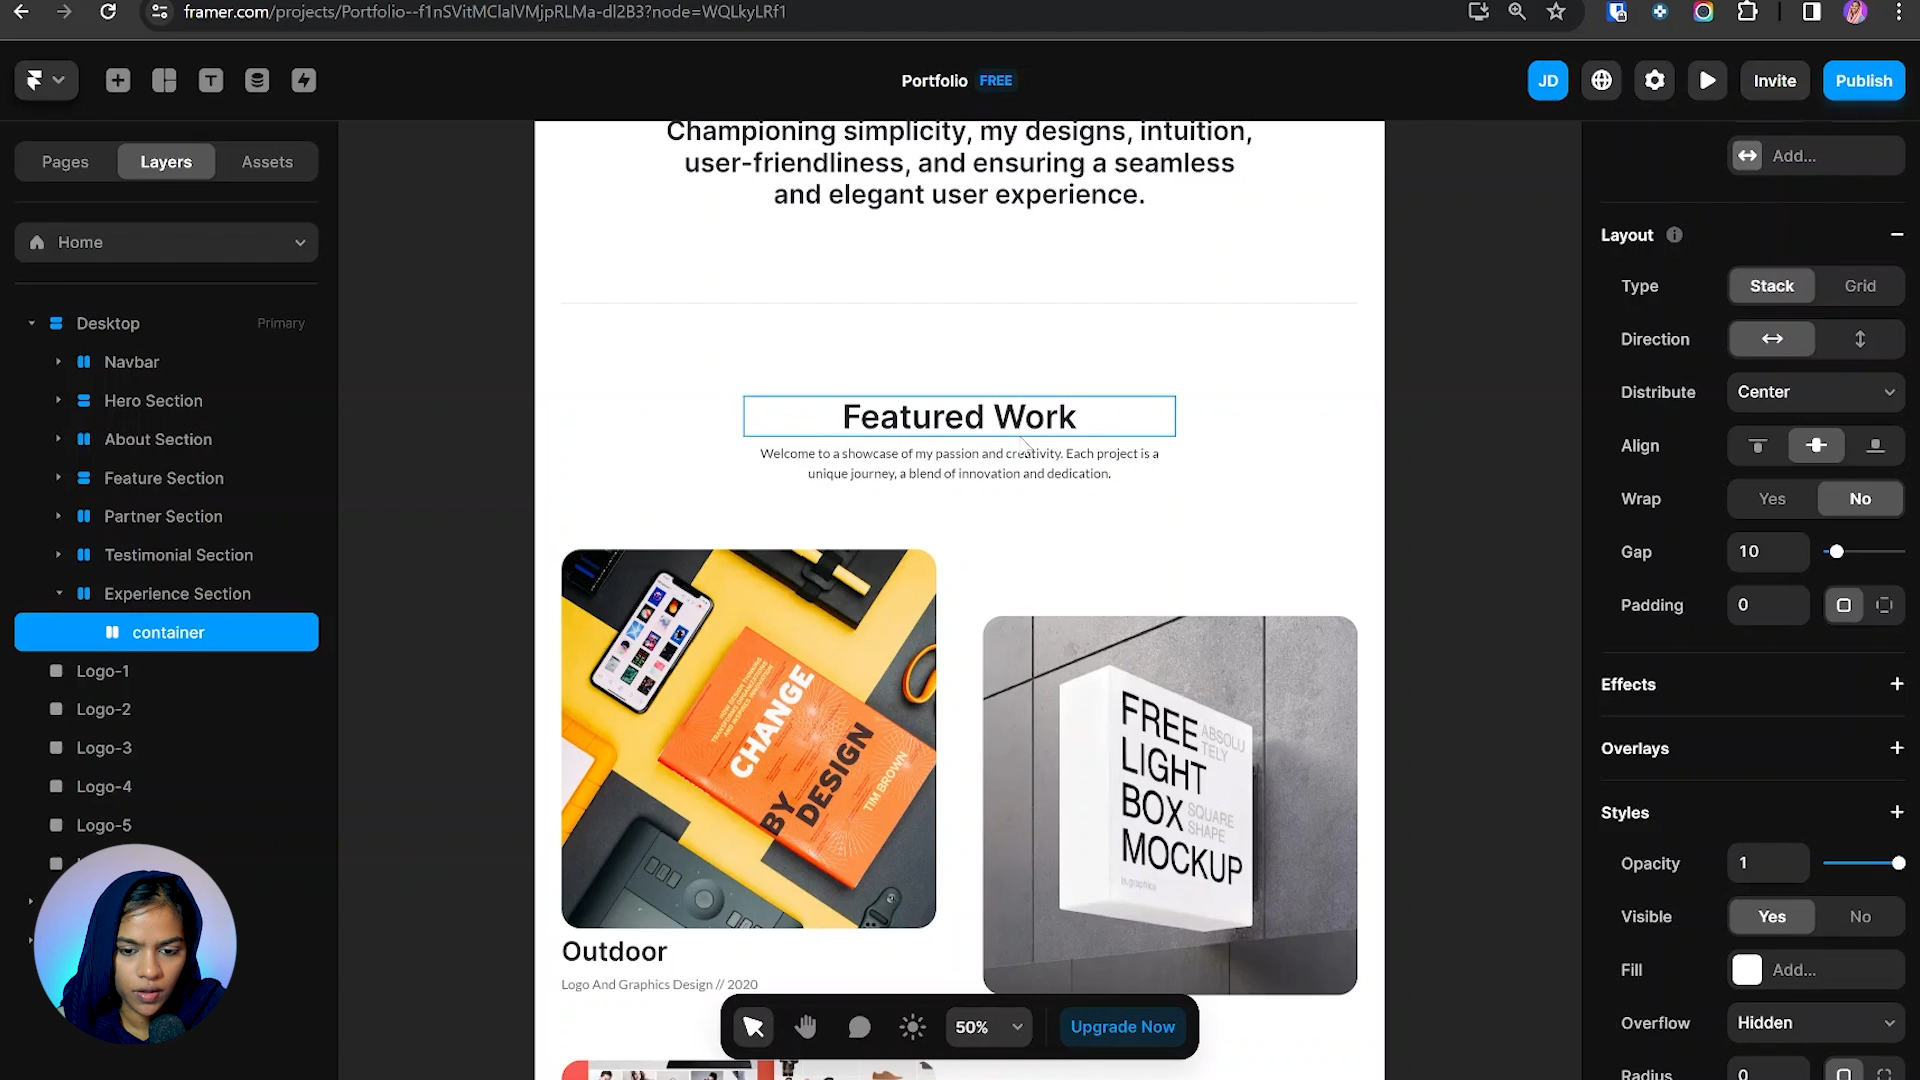 framer.com/projects/Portfolio--f1nSVitMClalVMjpRLMa-dl2B3?node=WQLkyLRf1
Portfolio FREE
JD
Invite
Publish
Pages
Layers
Assets
Home
Desktop
Primary
Navbar
Hero Section
About Section
Feature Section
Partner Section
Testimonial Section
Experience Section
container
Logo-1
Logo-2
Logo-3
Logo-4
Logo-5
Championing simplicity, my designs, intuition,
user-friendliness, and ensuring a seamless
and elegant user experience.
Featured Work
Welcome to a showcase of my passion and creativity. Each project is a
unique journey, a blend of innovation and dedication.
CHANGE
BY
DESIGN
TIM BROWN
FREE
ABSOLU
TELY
LIGHT
BOX
SQUARE
SHAPE
MOCKUP
ls.graphics
Outdoor
Logo And Graphics Design // 2020
50%
Upgrade Now
Add...
Layout
Type
Stack
Grid
Direction
Distribute
Center
Align
Wrap
Yes
No
Gap
10
Padding
0
Effects
Overlays
Styles
Opacity
1
Visible
Yes
No
Fill
Add...
Overflow
Hidden
Radius
0